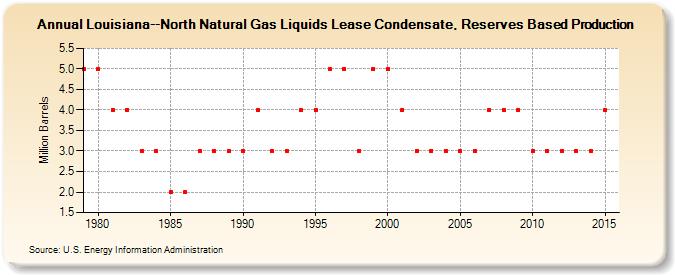 Annual Louisiana--North Natural Gas Liquids Lease Condensate, Reserves Based Production
Million Barrels
5.5
5.0
4.5
4.0
3.5
3.0
2.5
2.0
1.5
1980 1985 1990 1995 2000 2005 2010 2015
Source: U.S. Energy Information Administration